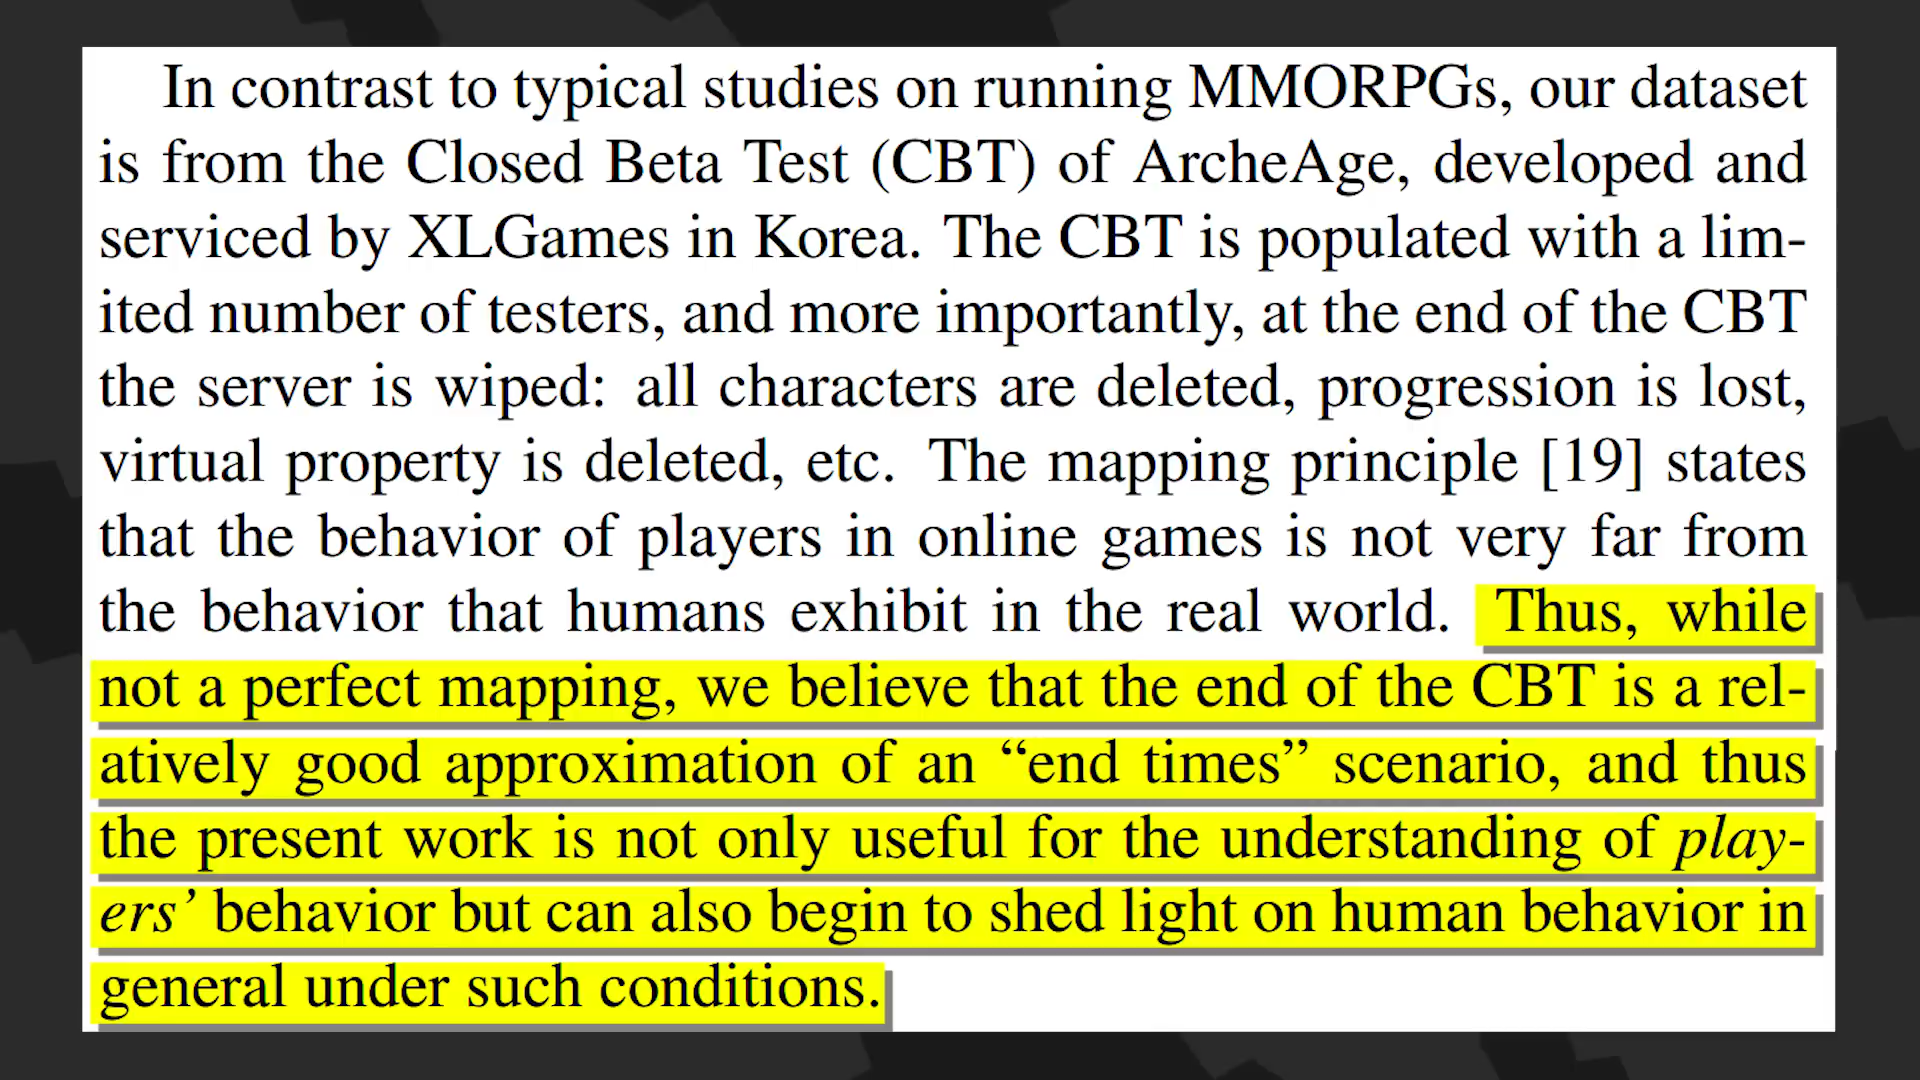 In contrast to typical studies on running MMORPGs, our dataset
is from the Closed Beta Test (CBT) of ArcheAge, developed and
serviced by XLGames in Korea. The CBT is populated with a lim-
ited number of testers, and more importantly, at the end of the CBT
the server is wiped: all characters are deleted, progression is lost,
virtual property is deleted, etc. The mapping principle [19] states
that the behavior of players in online games is not very far from
the behavior that humans exhibit in the real world. Thus, while
not a perfect mapping, we believe that the end of the CBT is a rel-
atively good approximation of an “end times” scenario, and thus
the present work is not only useful for the understanding of play-
ers’ behavior but can also begin to shed light on human behavior in
general under such conditions.